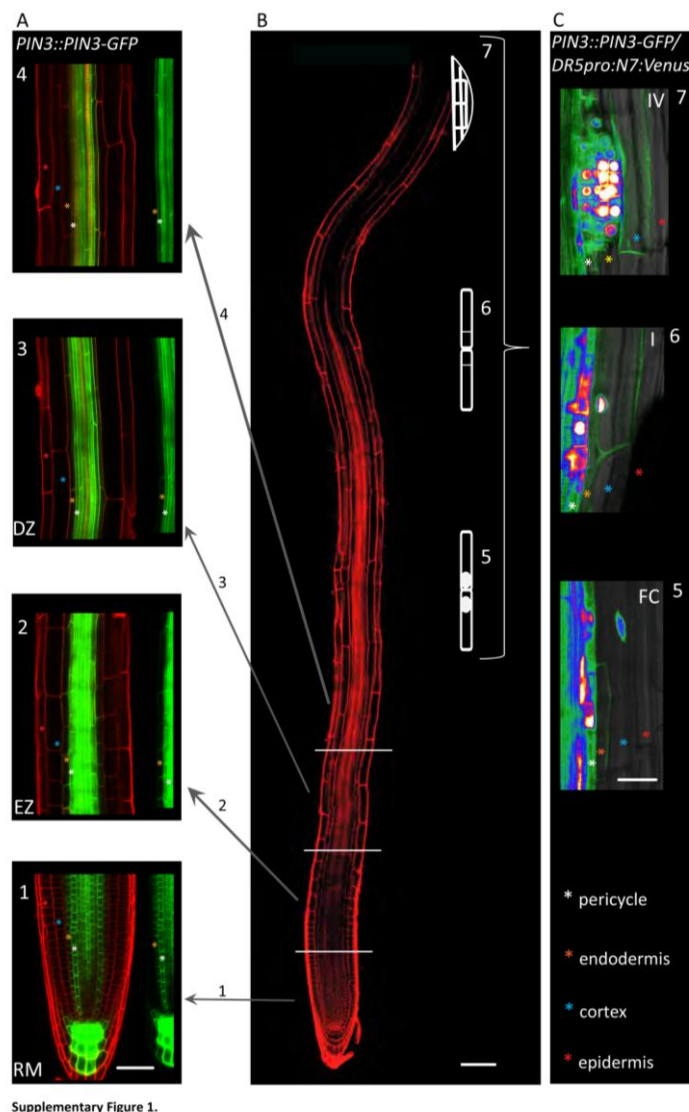 A
PIN3::PIN3-GFP
4
3
DZ
2
EZ
1
RM
B
7
6
5
4
3
2
1
C
PIN3::PIN3-GFP/
DR5pro:N7:Venus
IV 7
I 6
FC 5
* pericycle
* endodermis
* cortex
* epidermis
Supplementary Figure 1.